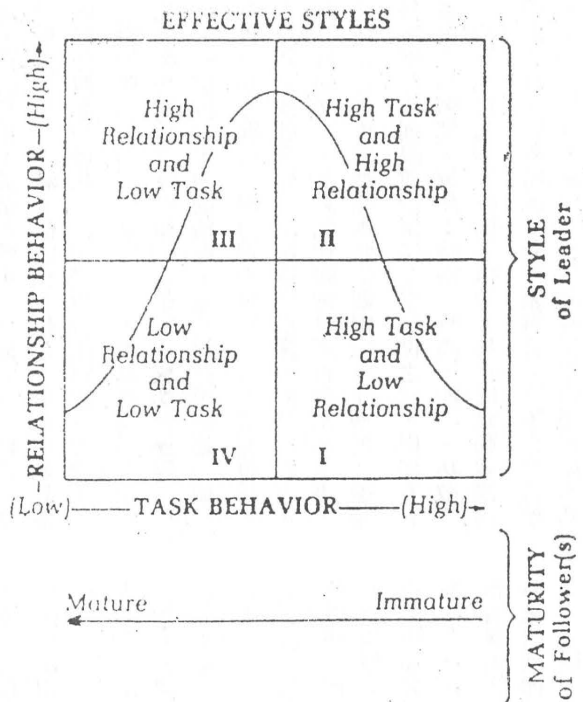 EFFECTIVE STYLES
RELATIONSHIP BEHAVIOR—(High)
High
Relationship
and
Low Task
III
High Task
and
High
Relationship
II
Low
Relationship
and
Low Task
IV
High Task
and
Low
Relationship
I
STYLE
of Leader
(Low)—TASK BEHAVIOR—(High)
Mature
Immature
MATURITY
of Follower(s)